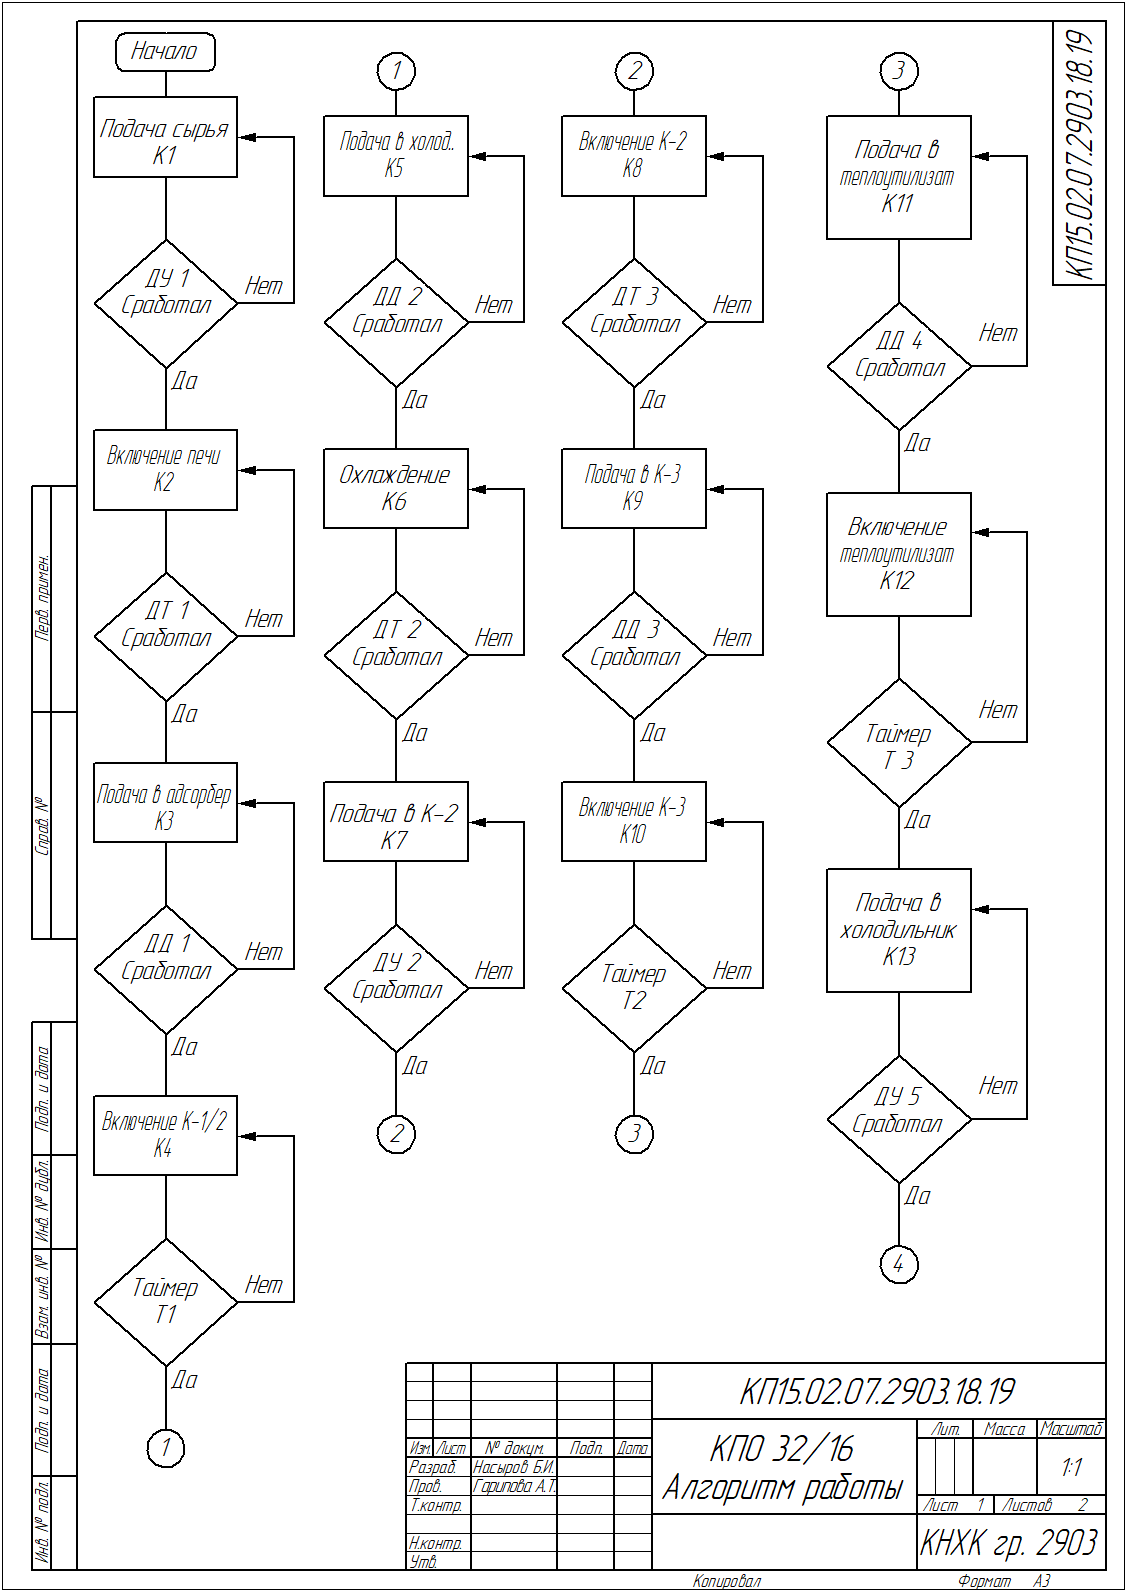 Начало
Подача сырья
К1
ДУ 1
Сработал
Нет
Да
Включение печи
К2
ДТ 1
Сработал
Нет
Да
Подача в адсорбер
К3
ДД 1
Сработал
Нет
Да
Включение К-1/2
К4
Таймер
Т1
Нет
Да
1
1
Подача в холод..
К5
ДД 2
Сработал
Нет
Да
Охлаждение
К6
ДТ 2
Сработал
Нет
Да
Подача в К-2
К7
ДУ 2
Сработал
Нет
Да
2
2
Включение К-2
К8
ДТ 3
Сработал
Нет
Да
Подача в К-3
К9
ДД 3
Сработал
Нет
Да
Включение К-3
К10
Таймер
Т2
Нет
Да
3
3
Подача в
теплоутилизат
К11
ДД 4
Сработал
Нет
Да
Включение
теплоутилизат
К12
Таймер
Т 3
Нет
Да
Подача в
холодильник
К13
ДУ 5
Сработал
Нет
Да
4
КП15.02.07.2903.18.19
Перв. примен.
Справ. №
Подп. и дата
Инв. № дубл.
Взам. инв. №
Подп. и дата
Инв. № подл.
КП15.02.07.2903.18.19
Изм. Лист № докум. Подп. Дата
Разраб. Насыров Б.И.
Пров. Гарипова А.Т.
Т.контр.
Н.контр.
Утв.
КПО 32/16
Алгоритм работы
Лит. Масса Масштаб
1:1
Лист 1 Листов 2
КНХК гр. 2903
Копировал Формат А3